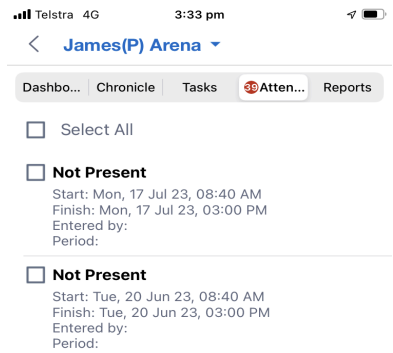 Telstra 4G 3:33 pm
James(P) Arena
Dashbo... Chronicle Tasks 39 Atten... Reports
Select All
Not Present
Start: Mon, 17 Jul 23, 08:40 AM
Finish: Mon, 17 Jul 23, 03:00 PM
Entered by:
Period:
Not Present
Start: Tue, 20 Jun 23, 08:40 AM
Finish: Tue, 20 Jun 23, 03:00 PM
Entered by:
Period: